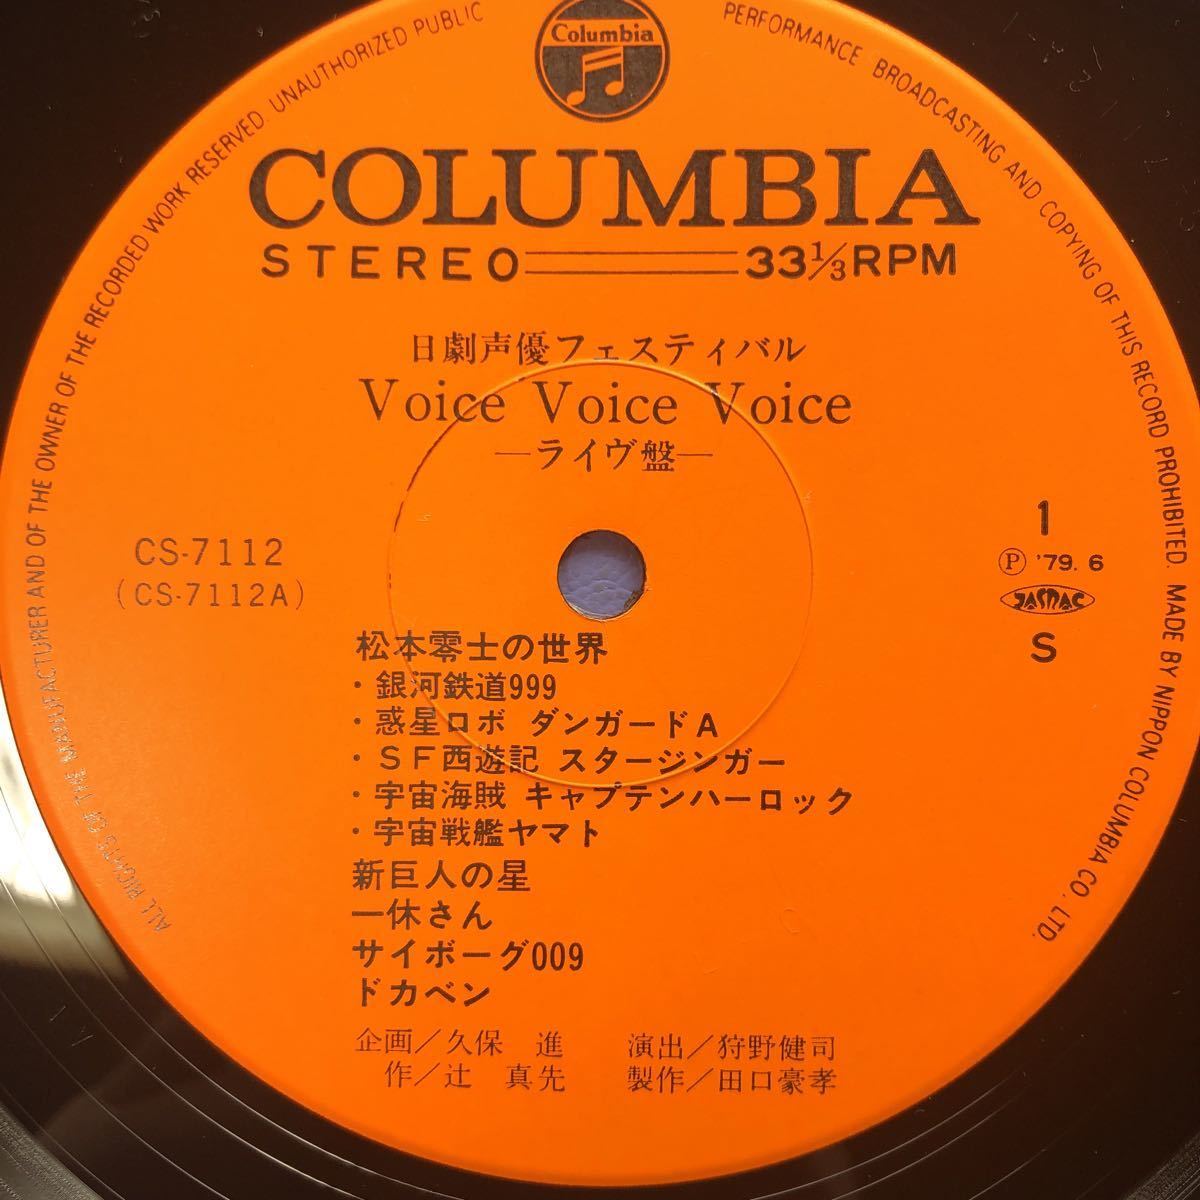 ALL RIGHTS OF THE MANUFACTURER AND OF THE OWNER OF THE RECORDED WORK RESERVED. UNAUTHORIZED PUBLIC PERFORMANCE BROADCASTING AND COPYING OF THIS RECORD PROHIBITED. MADE BY NIPPON COLUMBIA CO., LTD.
Columbia
COLUMBIA
STEREO 33 1/3 RPM
日劇声優フェスティバル
Voice Voice Voice
―ライヴ盤―
CS-7112
(CS-7112A)
1
Ⓟ '79. 6
JASRAC
S
松本零士の世界
・銀河鉄道999
・惑星ロボ ダンガードA
・SF西遊記 スタージンガー
・宇宙海賊 キャプテンハーロック
・宇宙戦艦ヤマト
新巨人の星
一休さん
サイボーグ009
ドカベン
企画／久保 進 演出／狩野健司
作／辻 真先 製作／田口豪孝